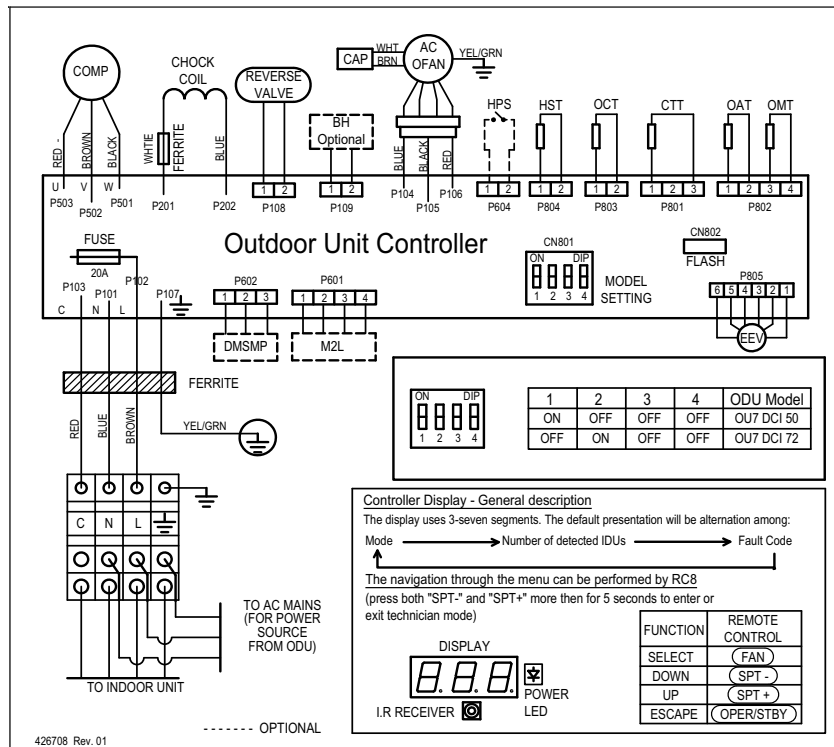 COMP
CHOCK
COIL
REVERSE
VALVE
CAP
WHT
BRN
AC
OFAN
YEL/GRN
BH
Optional
HPS
HST
OCT
CTT
OAT
OMT
RED -
BROWN
BLACK
WHTIE
FERRITE
BLUE
BLUE
BLACK
RED
1 2
1 2
1 2
1 2
1 2
1 2 3
1 2
3 4
U V W
P503
P502
P501
P201
P202
P108
P109
P104
P105
P106
P604
P804
P803
P801
P802
FUSE
20A
Outdoor Unit Controller
CN801
ON DIP
1 2 3 4
MODEL
SETTING
CN802
FLASH
P103
P101
P102
P107
C N L
P602
1 2 3
DMSMP
P601
1 2 3 4
M2L
P805
6 5 4 3 2 1
EEV
FERRITE
RED
BLUE
BROWN
YEL/GRN
ON DIP
1 2 3 4
1 2 3 4 ODU Model
ON OFF OFF OFF OU7 DCI 50
OFF ON OFF OFF OU7 DCI 72
C N L
TO AC MAINS
(FOR POWER
SOURCE
FROM ODU)
TO INDOOR UNIT
------- OPTIONAL
426708 Rev. 01
Controller Display - General description
The display uses 3-seven segments. The default presentation will be alternation among:
Mode Number of detected IDUs Fault Code
The navigation through the menu can be performed by RC8
(press both "SPT-" and "SPT+" more then for 5 seconds to enter or
exit technician mode)
DISPLAY
8.8.8.
POWER
LED
I.R RECEIVER
FUNCTION REMOTE CONTROL
SELECT FAN
DOWN SPT -
UP SPT +
ESCAPE OPER/STBY